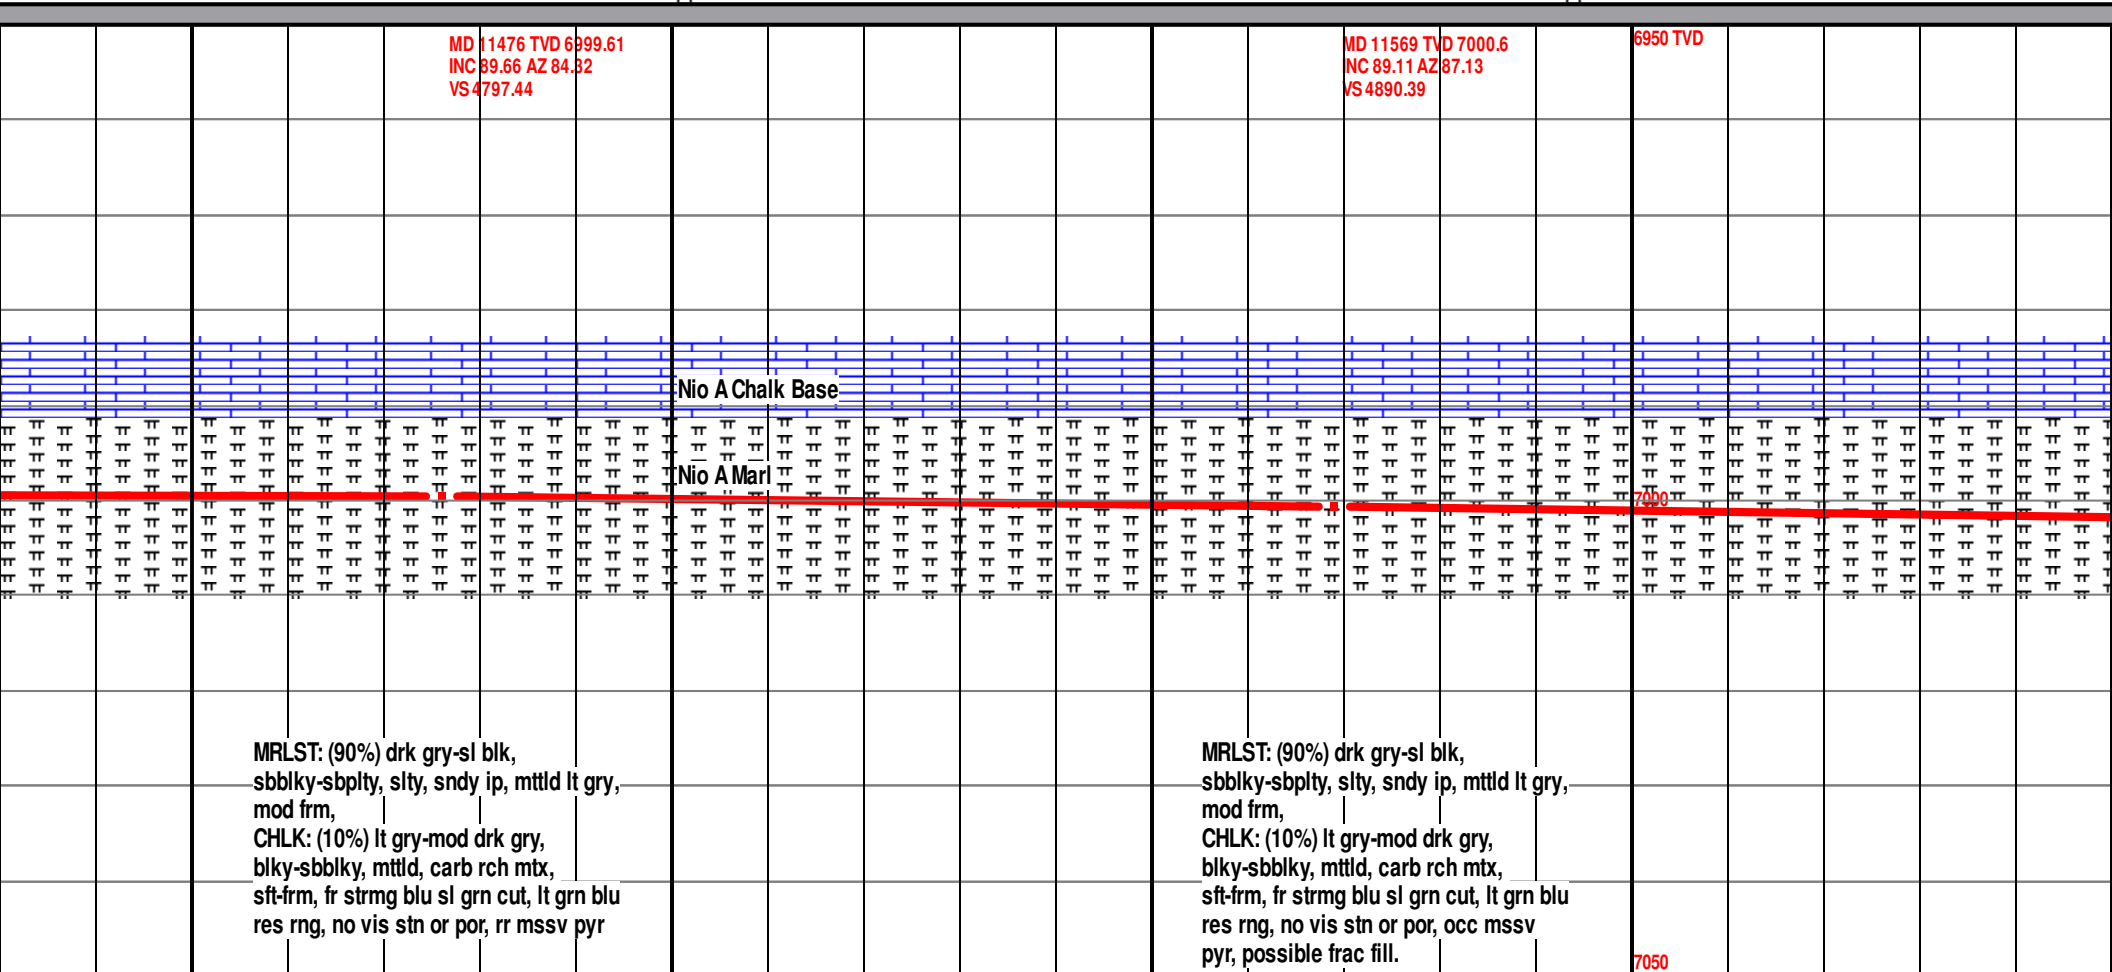 MD 11476 TVD 6999.61
INC 89.66 AZ 84.32
VS 4797.44
MD 11569 TVD 7000.6
INC 89.11 AZ 87.13
VS 4890.39
6950 TVD
Nio A Chalk Base
Nio A Marl
7000
MRLST: (90%) drk gry-sl blk,
sbblky-sbplty, slty, sndy ip, mttld lt gry,
mod frm,
CHLK: (10%) lt gry-mod drk gry,
blky-sbblky, mttld, carb rch mtx,
sft-frm, fr strmg blu sl grn cut, lt grn blu
res rng, no vis stn or por, rr mssv pyr
MRLST: (90%) drk gry-sl blk,
sbblky-sbplty, slty, sndy ip, mttld lt gry,
mod frm,
CHLK: (10%) lt gry-mod drk gry,
blky-sbblky, mttld, carb rch mtx,
sft-frm, fr strmg blu sl grn cut, lt grn blu
res rng, no vis stn or por, occ mssv
pyr, possible frac fill.
7050